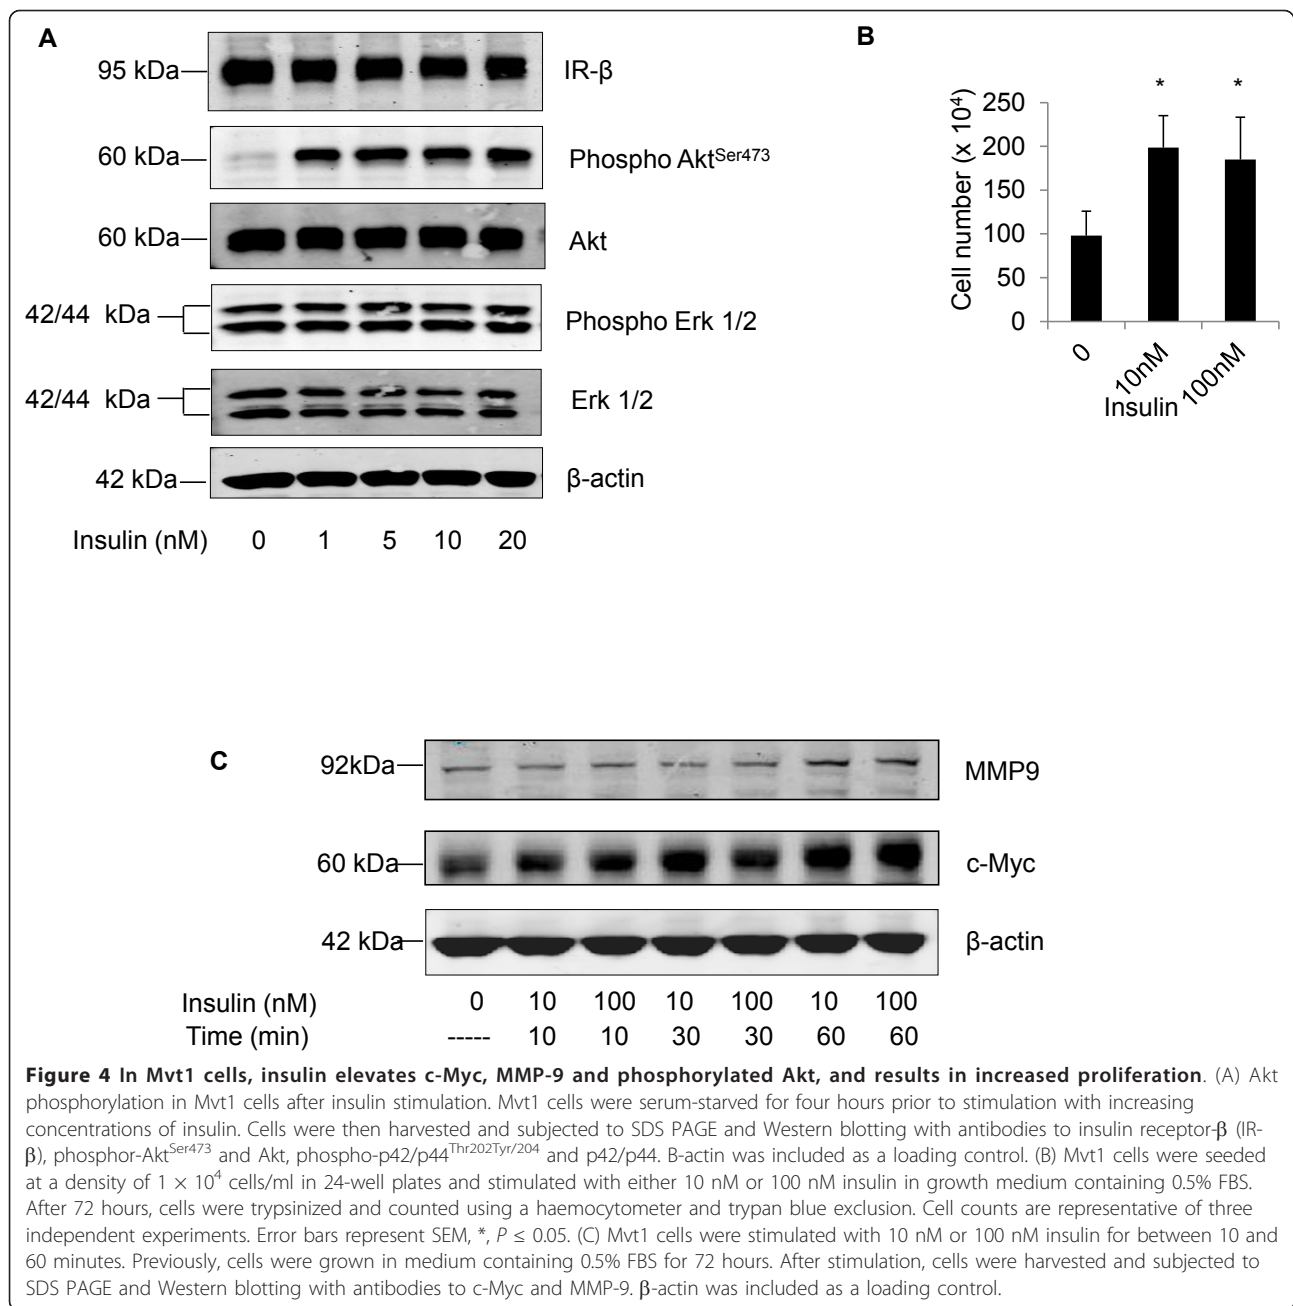 A
95 kDa
IR-β
60 kDa
Phospho AktSer473
60 kDa
Akt
42/44 kDa
Phospho Erk 1/2
42/44 kDa
Erk 1/2
42 kDa
β-actin
Insulin (nM) 0 1 5 10 20
B
* *
Cell number (x 10⁴)
250
200
150
100
50
0
0 10nM 100nM
Insulin
C
92kDa
MMP9
60 kDa
c-Myc
42 kDa
β-actin
Insulin (nM) 0 10 100 10 100 10 100
Time (min) ----- 10 10 30 30 60 60
Figure 4 In Mvt1 cells, insulin elevates c-Myc, MMP-9 and phosphorylated Akt, and results in increased proliferation. (A) Akt
phosphorylation in Mvt1 cells after insulin stimulation. Mvt1 cells were serum-starved for four hours prior to stimulation with increasing
concentrations of insulin. Cells were then harvested and subjected to SDS PAGE and Western blotting with antibodies to insulin receptor-β (IR-
β), phosphor-AktSer473 and Akt, phospho-p42/p44Thr202Tyr/204 and p42/p44. B-actin was included as a loading control. (B) Mvt1 cells were seeded
at a density of 1 × 10⁴ cells/ml in 24-well plates and stimulated with either 10 nM or 100 nM insulin in growth medium containing 0.5% FBS.
After 72 hours, cells were trypsinized and counted using a haemocytometer and trypan blue exclusion. Cell counts are representative of three
independent experiments. Error bars represent SEM, *, P ≤ 0.05. (C) Mvt1 cells were stimulated with 10 nM or 100 nM insulin for between 10 and
60 minutes. Previously, cells were grown in medium containing 0.5% FBS for 72 hours. After stimulation, cells were harvested and subjected to
SDS PAGE and Western blotting with antibodies to c-Myc and MMP-9. β-actin was included as a loading control.